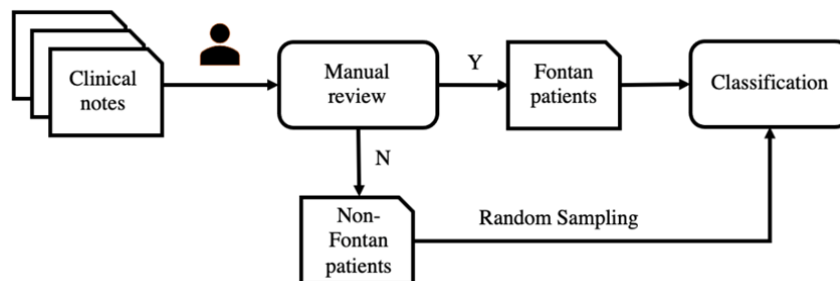 Clinical
notes
Manual
review
Y
Fontan
patients
Classification
N
Non-
Fontan
patients
Random Sampling